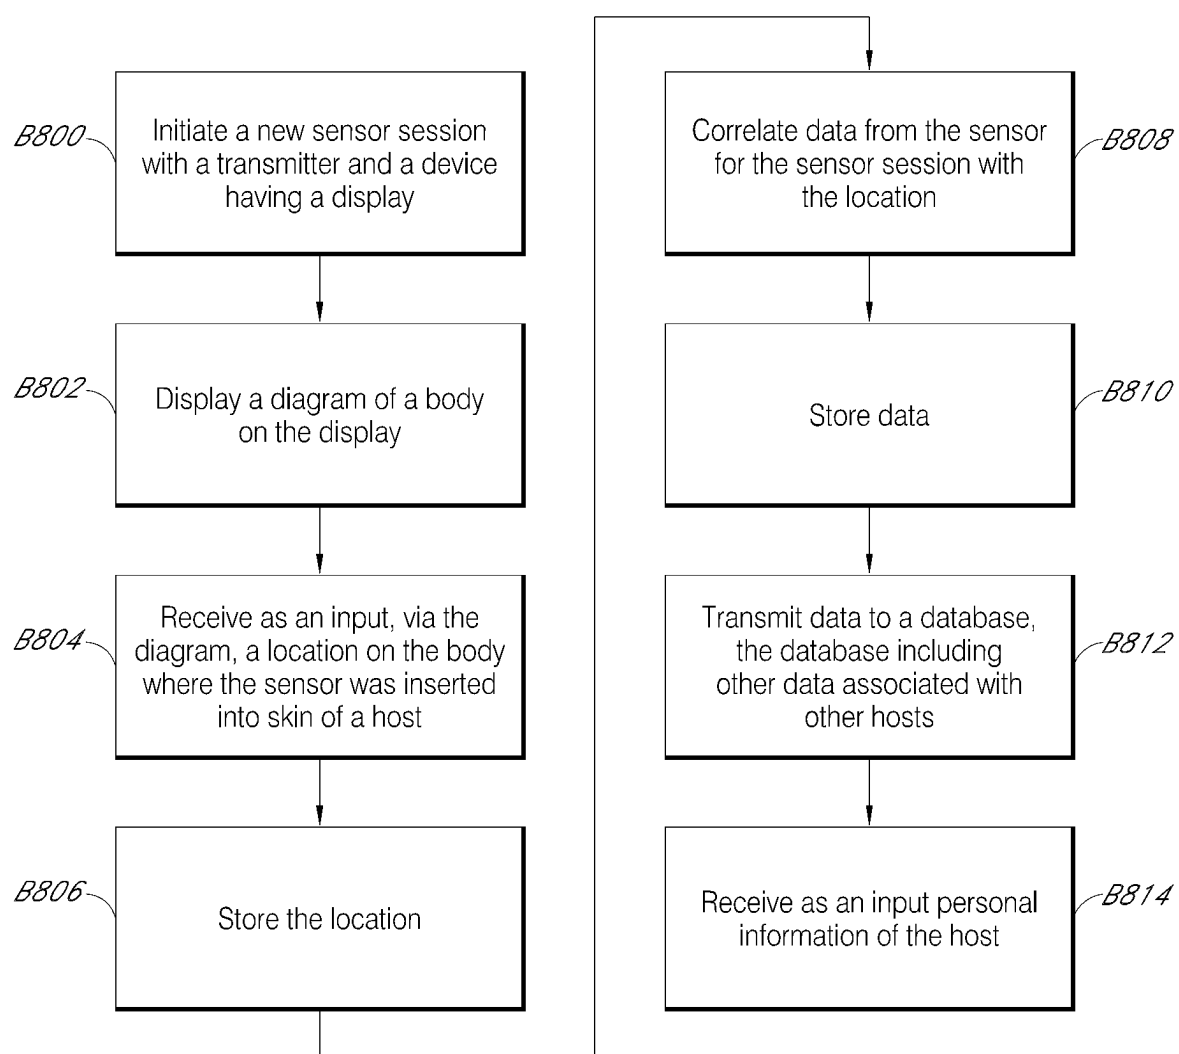 B800
Initiate a new sensor session
with a transmitter and a device
having a display
B802
Display a diagram of a body
on the display
B804
Receive as an input, via the
diagram, a location on the body
where the sensor was inserted
into skin of a host
B806
Store the location
Correlate data from the sensor
for the sensor session with
the location
B808
Store data
B810
Transmit data to a database,
the database including
other data associated with
other hosts
B812
Receive as an input personal
information of the host
B814